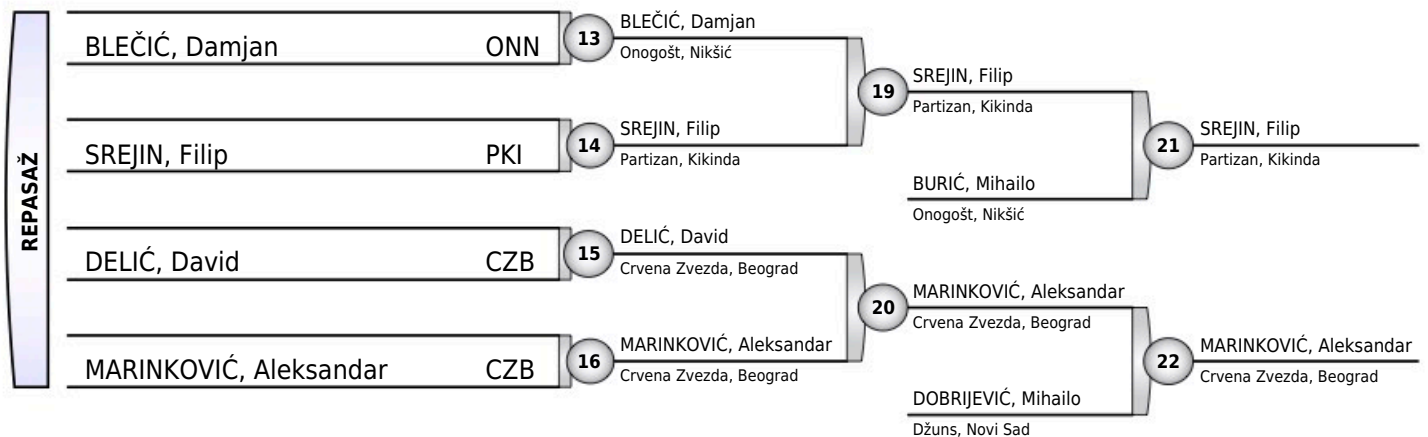 REPASAŽ
BLEČIĆ, Damjan ONN
SREJIN, Filip PKI
DELIĆ, David CZB
MARINKOVIĆ, Aleksandar CZB
13
BLEČIĆ, Damjan
Onogošt, Nikšić
14
SREJIN, Filip
Partizan, Kikinda
15
DELIĆ, David
Crvena Zvezda, Beograd
16
MARINKOVIĆ, Aleksandar
Crvena Zvezda, Beograd
19
SREJIN, Filip
Partizan, Kikinda
BURIĆ, Mihailo
Onogošt, Nikšić
20
MARINKOVIĆ, Aleksandar
Crvena Zvezda, Beograd
DOBRIJEVIĆ, Mihailo
Džuns, Novi Sad
21
SREJIN, Filip
Partizan, Kikinda
22
MARINKOVIĆ, Aleksandar
Crvena Zvezda, Beograd